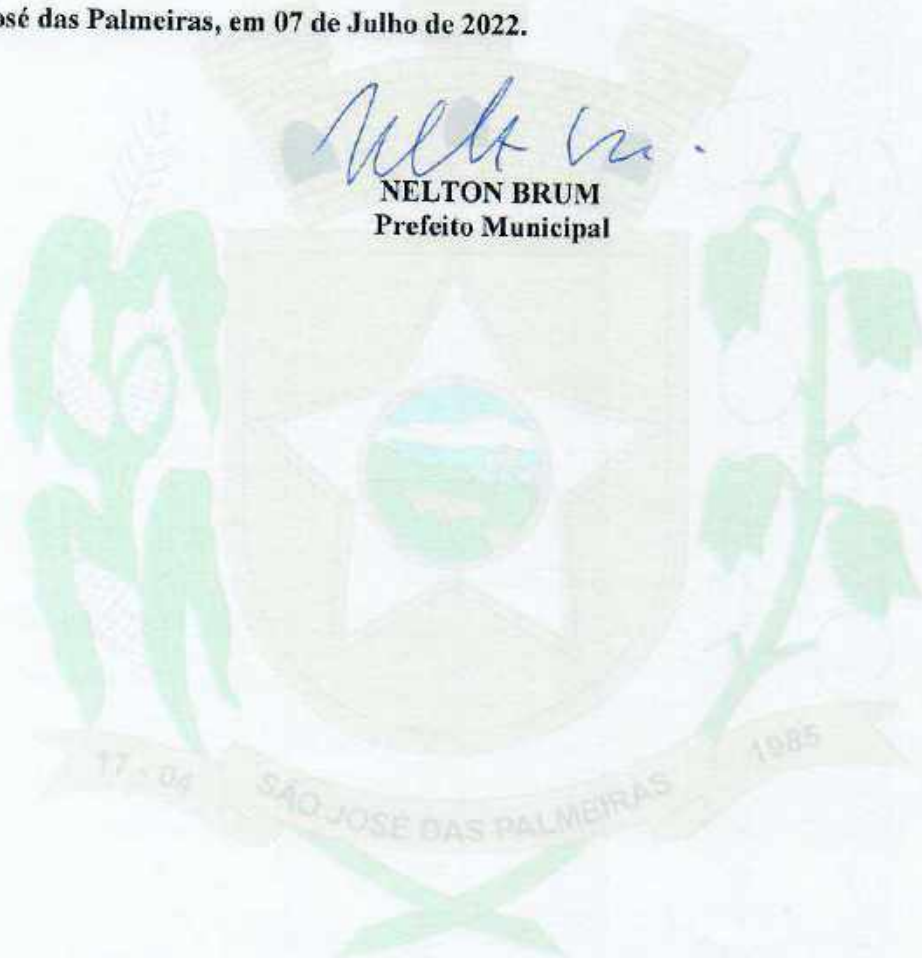 osé das Palmeiras, em 07 de Julho de 2022.
NELTON BRUM
Prefeito Municipal
17 - 04 SÃO JOSÉ DAS PALMEIRAS 1985